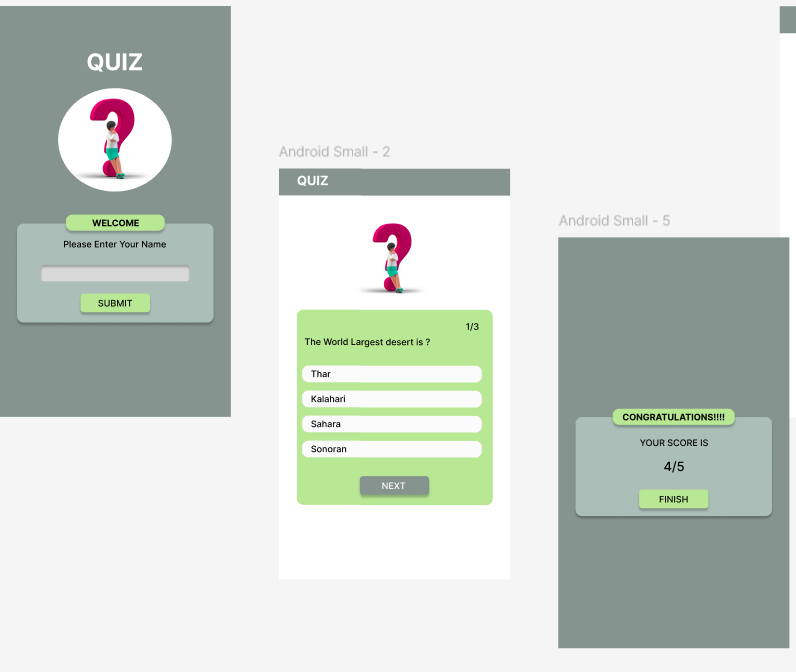 QUIZ
WELCOME
Please Enter Your Name
SUBMIT
Android Small - 2
QUIZ
1/3
The World Largest desert is ?
Thar
Kalahari
Sahara
Sonoran
NEXT
Android Small - 5
CONGRATULATIONS!!!!
YOUR SCORE IS
4/5
FINISH